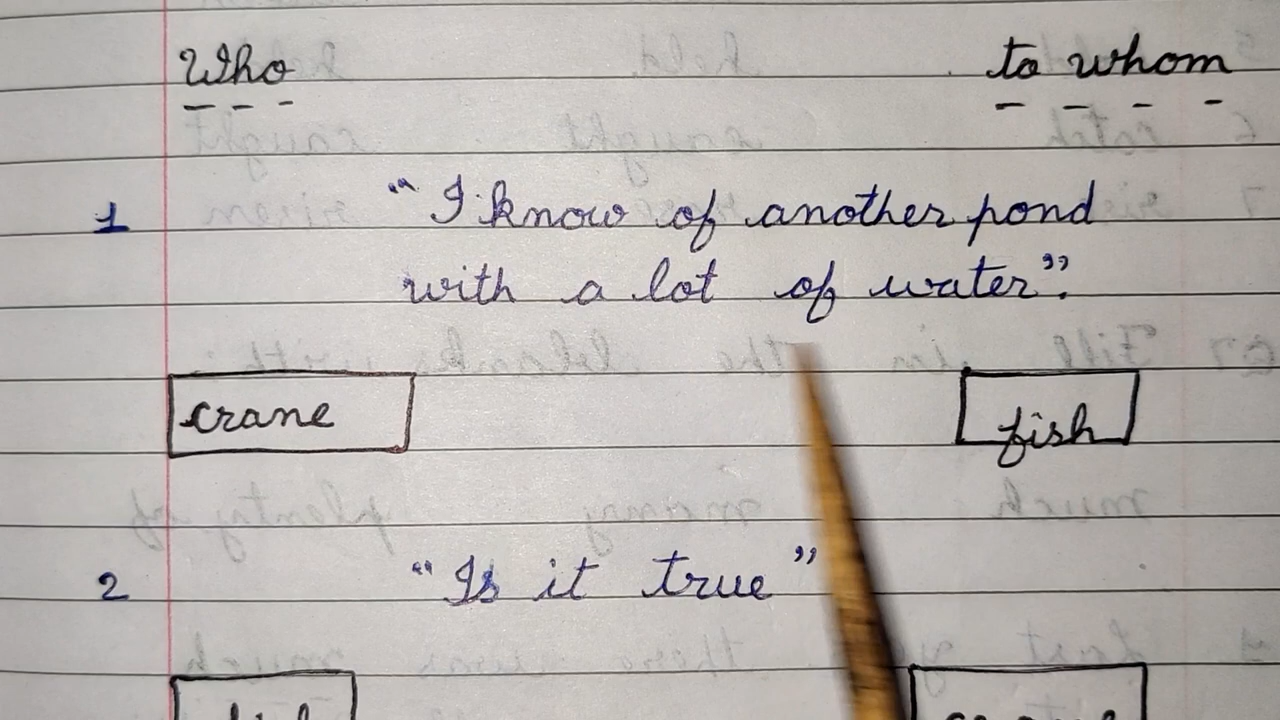 Who to whom
1 "I know of another pond
with a lot of water".
crane fish
2 "Is it true"